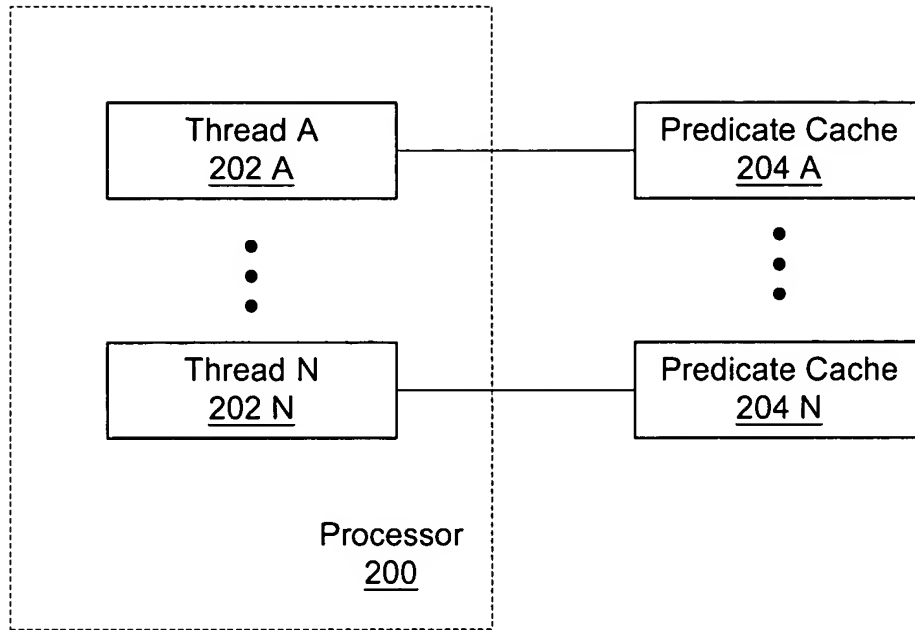 Thread A
202 A
Predicate Cache
204 A
Thread N
202 N
Predicate Cache
204 N
Processor
200